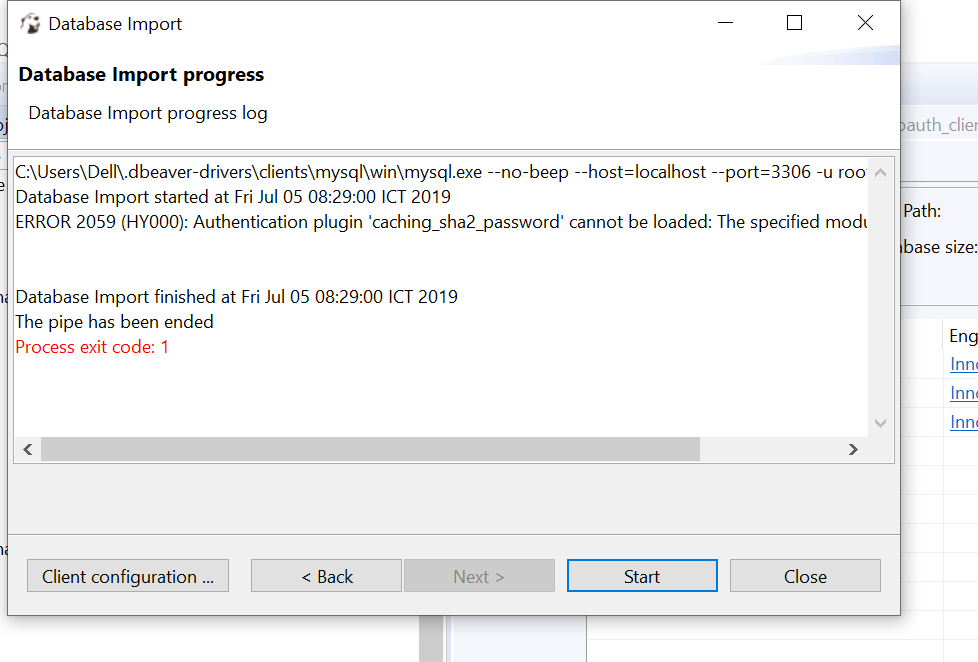 Database Import
Database Import progress
Database Import progress log
C:\Users\Dell\.dbeaver-drivers\clients\mysql\win\mysql.exe --no-beep --host=localhost --port=3306 -u roo
Database Import started at Fri Jul 05 08:29:00 ICT 2019
ERROR 2059 (HY000): Authentication plugin 'caching_sha2_password' cannot be loaded: The specified modu
Database Import finished at Fri Jul 05 08:29:00 ICT 2019
The pipe has been ended
Process exit code: 1
Client configuration ...
< Back
Next >
Start
Close
oauth_clien
Path:
abase size:
Eng
Inno
Inno
Inno